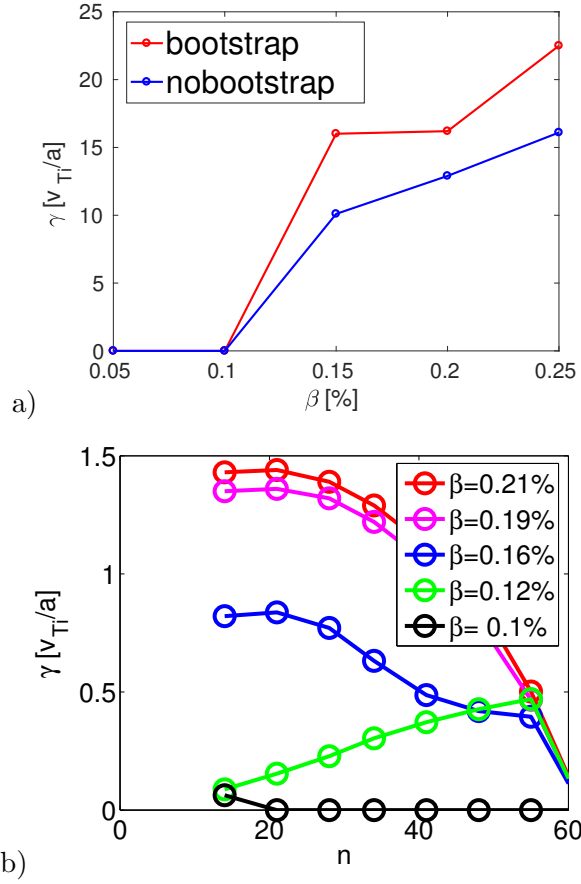 25
20
15
10
5
0
0.05 0.1 0.15 0.2 0.25
γ [v_Ti/a]
β [%]
bootstrap
nobootstrap
a)
1.5
1
0.5
0
0 20 40 60
γ [v_Ti/a]
n
β=0.21%
β=0.19%
β=0.16%
β=0.12%
β= 0.1%
b)